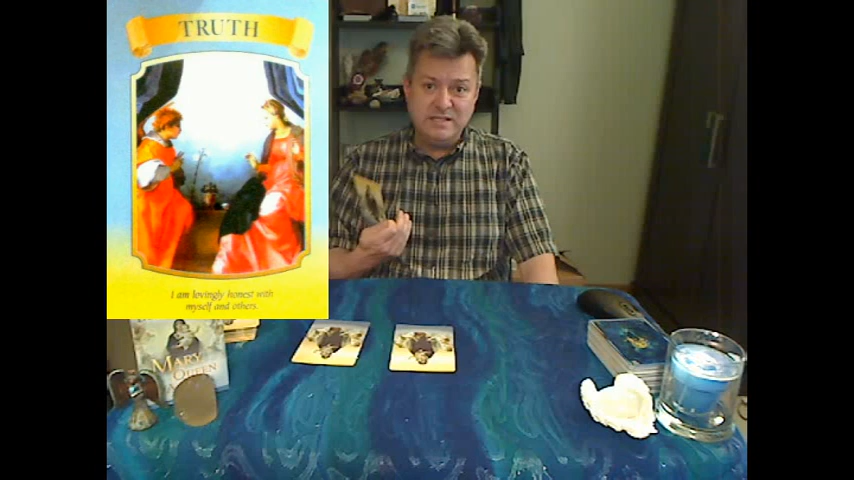 TRUTH
I am lovingly honest with
myself and others.
MARY
QUEEN